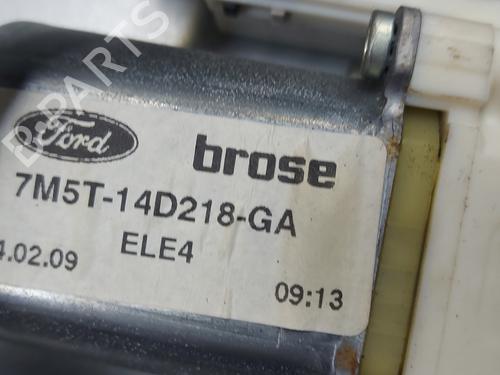 Ford
brose
7M5T-14D218-GA
4.02.09 ELE4
09:13
B-PARTS